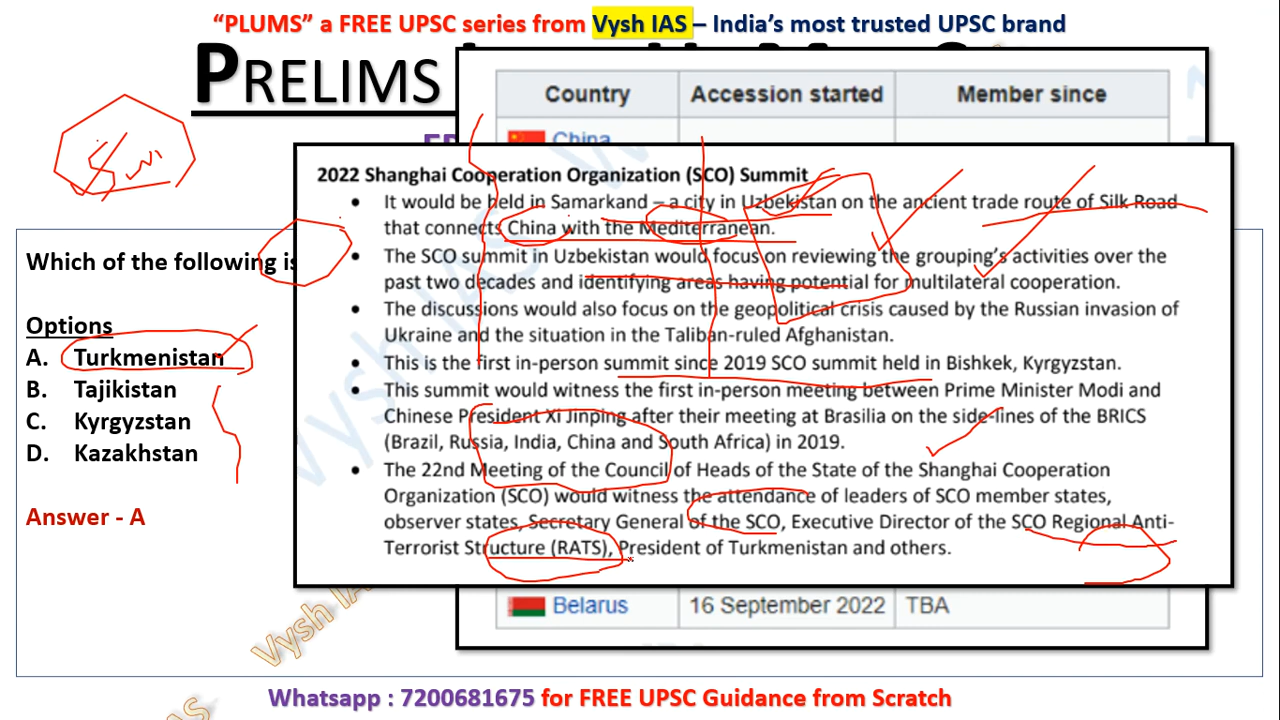 “PLUMS” a FREE UPSC series from Vysh IAS – India’s most trusted UPSC brand
PRELIMS
Country Accession started Member since
China
2022 Shanghai Cooperation Organization (SCO) Summit
• It would be held in Samarkand – a city in Uzbekistan on the ancient trade route of Silk Road
that connects China with the Mediterranean.
• The SCO summit in Uzbekistan would focus on reviewing the grouping’s activities over the
past two decades and identifying areas having potential for multilateral cooperation.
• The discussions would also focus on the geopolitical crisis caused by the Russian invasion of
Ukraine and the situation in the Taliban-ruled Afghanistan.
• This is the first in-person summit since 2019 SCO summit held in Bishkek, Kyrgyzstan.
• This summit would witness the first in-person meeting between Prime Minister Modi and
Chinese President Xi Jinping after their meeting at Brasilia on the side-lines of the BRICS
(Brazil, Russia, India, China and South Africa) in 2019.
• The 22nd Meeting of the Council of Heads of the State of the Shanghai Cooperation
Organization (SCO) would witness the attendance of leaders of SCO member states,
observer states, Secretary General of the SCO, Executive Director of the SCO Regional Anti-
Terrorist Structure (RATS), President of Turkmenistan and others.
Which of the following is
Options
A. Turkmenistan
B. Tajikistan
C. Kyrgyzstan
D. Kazakhstan
Answer - A
Belarus 16 September 2022 TBA
Vysh IAS
Whatsapp : 7200681675 for FREE UPSC Guidance from Scratch